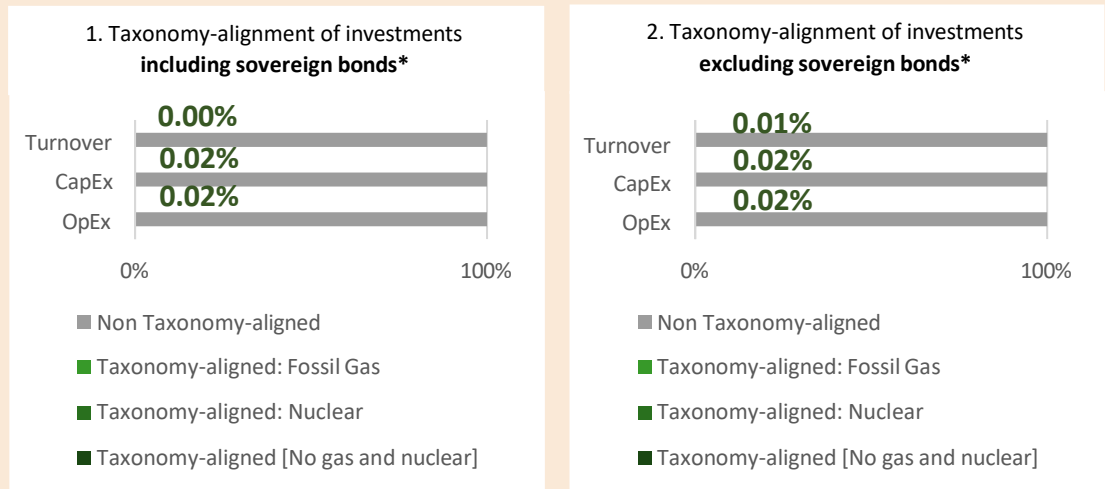 1. Taxonomy-alignment of investments
including sovereign bonds*
0.00%
Turnover
0.02%
CapEx
0.02%
OpEx
0%
100%
Non Taxonomy-aligned
Taxonomy-aligned: Fossil Gas
Taxonomy-aligned: Nuclear
Taxonomy-aligned [No gas and nuclear]
2. Taxonomy-alignment of investments
excluding sovereign bonds*
0.01%
Turnover
0.02%
CapEx
0.02%
OpEx
0%
100%
Non Taxonomy-aligned
Taxonomy-aligned: Fossil Gas
Taxonomy-aligned: Nuclear
Taxonomy-aligned [No gas and nuclear]